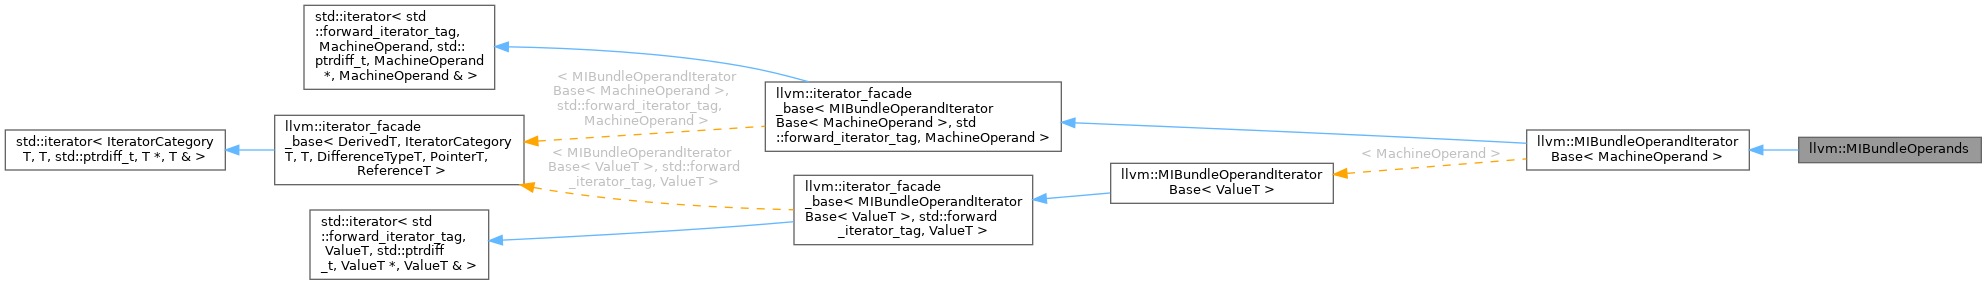 std::iterator< std
::forward_iterator_tag,
MachineOperand, std::
ptrdiff_t, MachineOperand
*, MachineOperand & >
std::iterator< IteratorCategory
T, T, std::ptrdiff_t, T *, T & >
llvm::iterator_facade
_base< DerivedT, IteratorCategory
T, T, DifferenceTypeT, PointerT,
ReferenceT >
std::iterator< std
::forward_iterator_tag,
ValueT, std::ptrdiff
_t, ValueT *, ValueT & >
< MIBundleOperandIterator
Base< MachineOperand >,
std::forward_iterator_tag,
MachineOperand >
< MIBundleOperandIterator
Base< ValueT >, std::forward
_iterator_tag, ValueT >
llvm::iterator_facade
_base< MIBundleOperandIterator
Base< MachineOperand >, std
::forward_iterator_tag, MachineOperand >
llvm::iterator_facade
_base< MIBundleOperandIterator
Base< ValueT >, std::forward
_iterator_tag, ValueT >
llvm::MIBundleOperandIterator
Base< ValueT >
< MachineOperand >
llvm::MIBundleOperandIterator
Base< MachineOperand >
llvm::MIBundleOperands